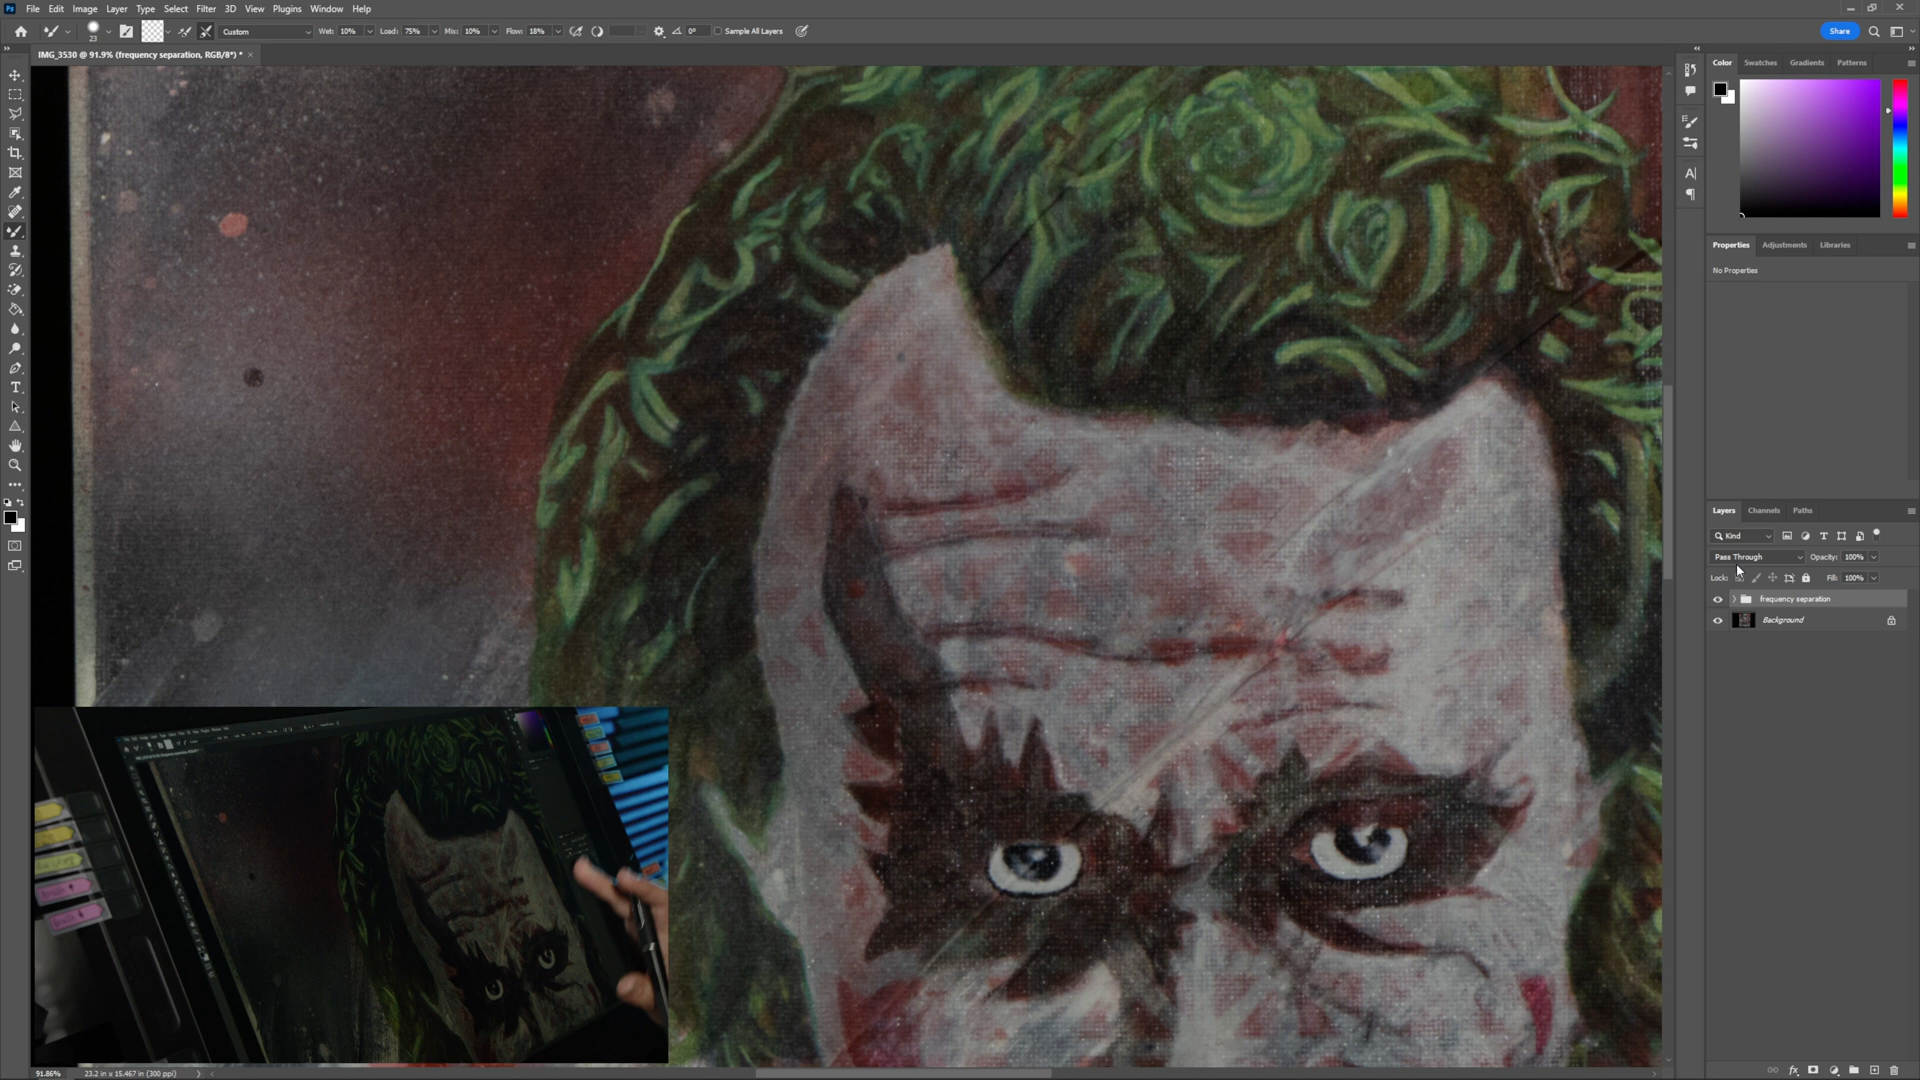 Ps File Edit Image Layer Type Select Filter 3D View Plugins Window Help
23 Custom Wet: 10% Load: 75% Mix: 10% Flow: 18% 0° Sample All Layers Share
IMG_3530 @ 91.9% (frequency separation, RGB/8*) * ×
Color Swatches Gradients Patterns
Properties Adjustments Libraries
No Properties
Layers Channels Paths
Kind
Pass Through Opacity: 100%
Lock: Fill: 100%
frequency separation
Background
91.86% 23.2 in x 15.467 in (300 ppi)